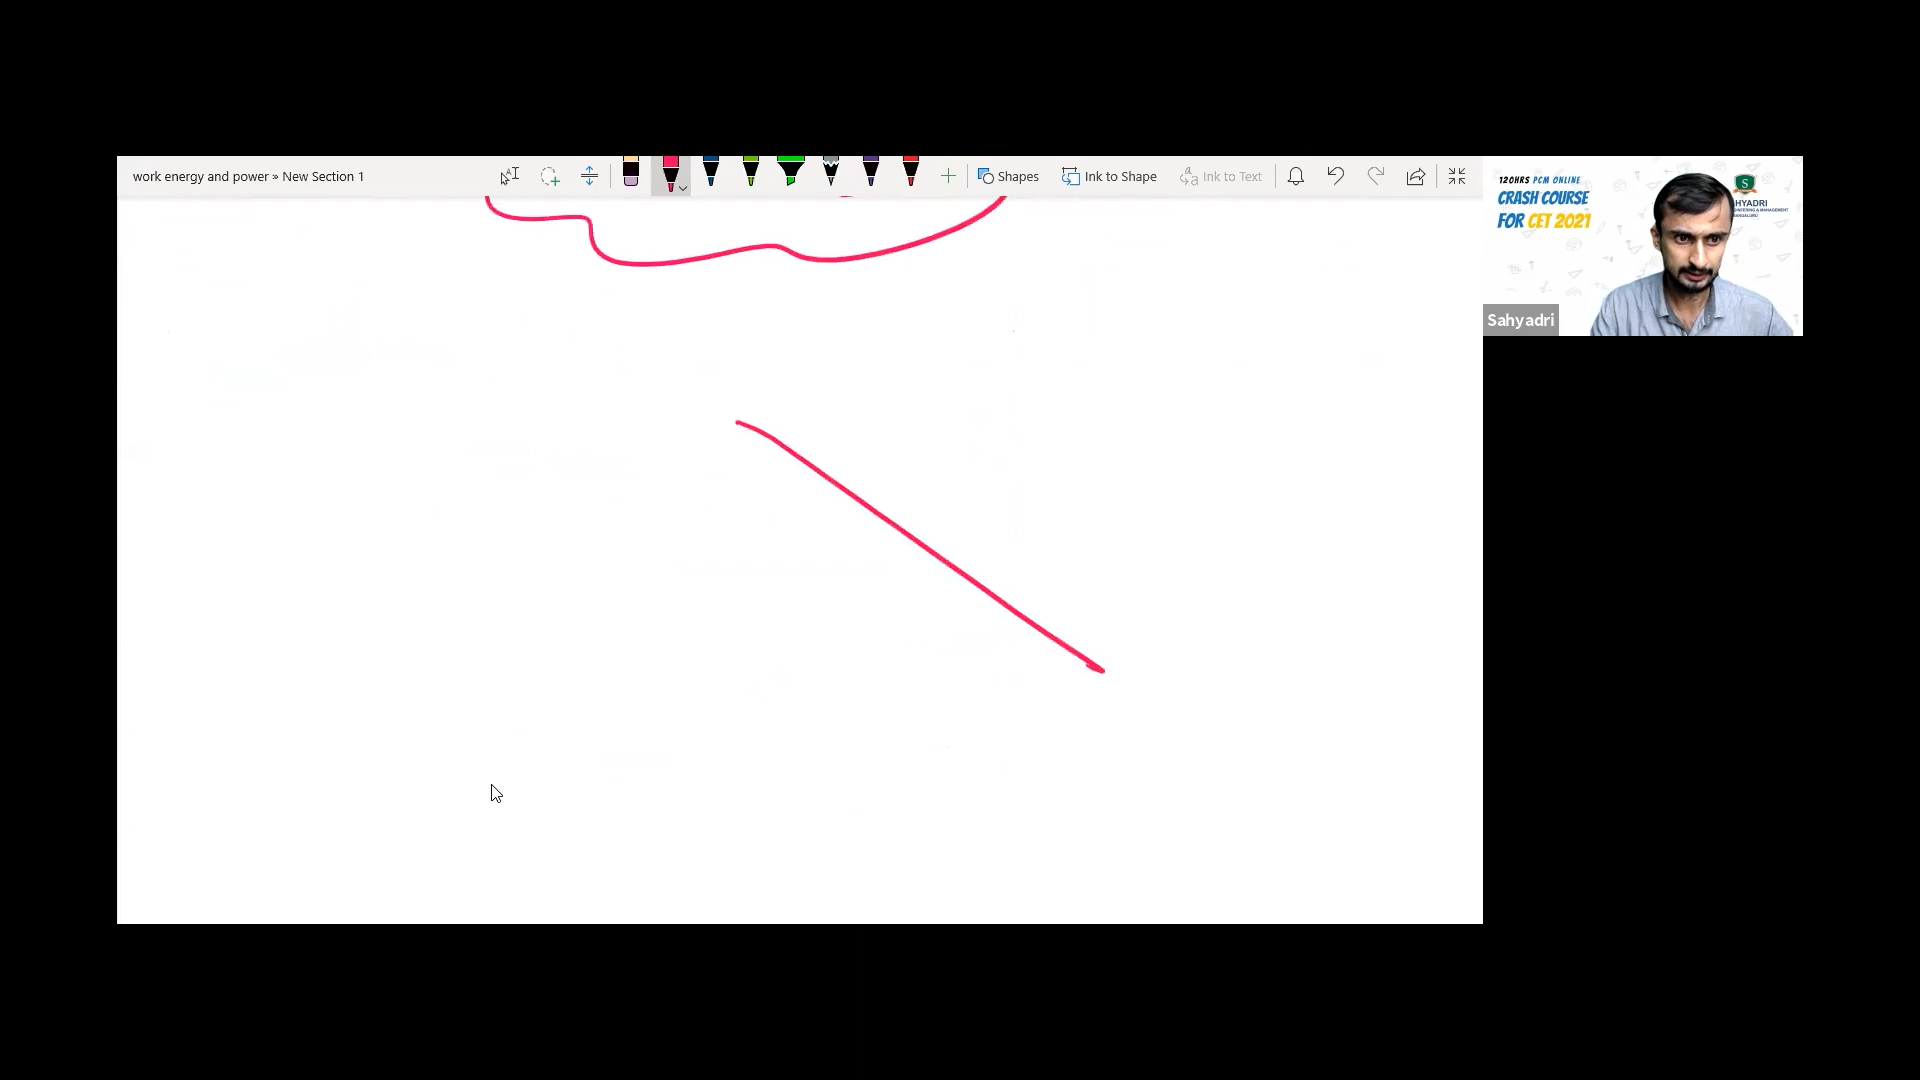 work energy and power » New Section 1
Shapes
Ink to Shape
Ink to Text
120HRS PCM ONLINE
CRASH COURSE
FOR CET 2021
S
HYADRI
Sahyadri